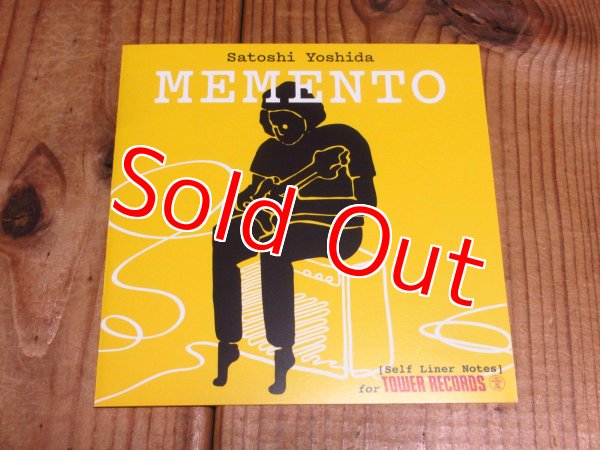 Satoshi Yoshida
MEMENTO
Sold Out
[Self Liner Notes]
for TOWER RECORDS